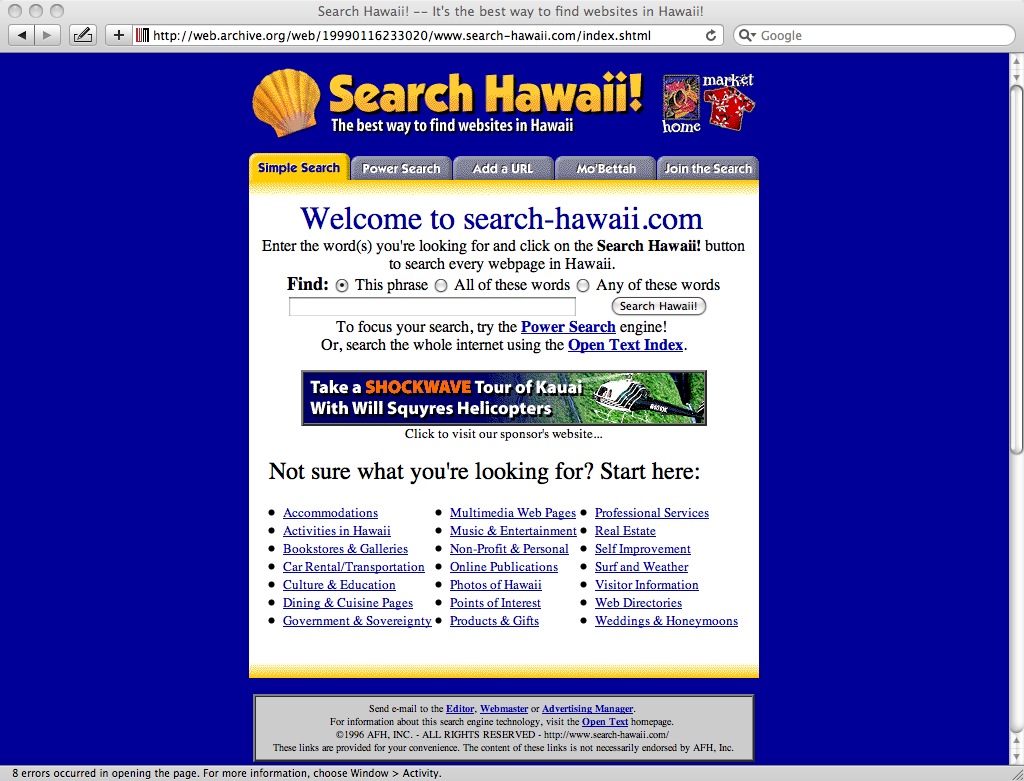 Search Hawaii! -- It's the best way to find websites in Hawaii!
http://web.archive.org/web/19990116233020/www.search-hawaii.com/index.shtml
Google
Search Hawaii!
The best way to find websites in Hawaii
market
home
Simple Search Power Search Add a URL Mo'Bettah Join the Search
Welcome to search-hawaii.com
Enter the word(s) you're looking for and click on the Search Hawaii! button
to search every webpage in Hawaii.
Find: This phrase All of these words Any of these words
Search Hawaii!
To focus your search, try the Power Search engine!
Or, search the whole internet using the Open Text Index.
Take a SHOCKWAVE Tour of Kauai
With Will Squyres Helicopters
Click to visit our sponsor's website...
Not sure what you're looking for? Start here:
Accommodations
Activities in Hawaii
Bookstores & Galleries
Car Rental/Transportation
Culture & Education
Dining & Cuisine Pages
Government & Sovereignty
Multimedia Web Pages
Music & Entertainment
Non-Profit & Personal
Online Publications
Photos of Hawaii
Points of Interest
Products & Gifts
Professional Services
Real Estate
Self Improvement
Surf and Weather
Visitor Information
Web Directories
Weddings & Honeymoons
Send e-mail to the Editor, Webmaster or Advertising Manager.
For information about this search engine technology, visit the Open Text homepage.
©1996 AFH, INC. - ALL RIGHTS RESERVED - http://www.search-hawaii.com/
These links are provided for your convenience. The content of these links is not necessarily endorsed by AFH, Inc.
8 errors occurred in opening the page. For more information, choose Window > Activity.